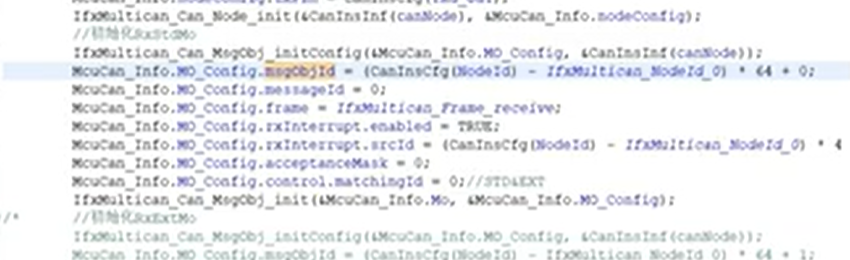 IfxMultican_Can_Node_init(&CanInsInf(canNode), &McuCan_Info.nodeConfig);
//初始化RxStdMo
IfxMultican_Can_MsgObj_initConfig(&McuCan_Info.MO_Config, &CanInsInf(canNode));
McuCan_Info.MO_Config.msgObjId = (CanInsCfg(NodeId) - IfxMultican_NodeId_0) * 64 + 0;
McuCan_Info.MO_Config.messageId = 0;
McuCan_Info.MO_Config.frame = IfxMultican_Frame_receive;
McuCan_Info.MO_Config.rxInterrupt.enabled = TRUE;
McuCan_Info.MO_Config.rxInterrupt.srcId = (CanInsCfg(NodeId) - IfxMultican_NodeId_0) * 4
McuCan_Info.MO_Config.acceptanceMask = 0;
McuCan_Info.MO_Config.control.matchingId = 0;//STD&EXT
IfxMultican_Can_MsgObj_init(&McuCan_Info.Mo, &McuCan_Info.MO_Config);
/* //初始化RxExtMo
IfxMultican_Can_MsgObj_initConfig(&McuCan_Info.MO_Config, &CanInsInf(canNode));
McuCan_Info.MO_Config.msgObjId = (CanInsCfg(NodeId) - IfxMultican_NodeId_0) * 64 + 1;